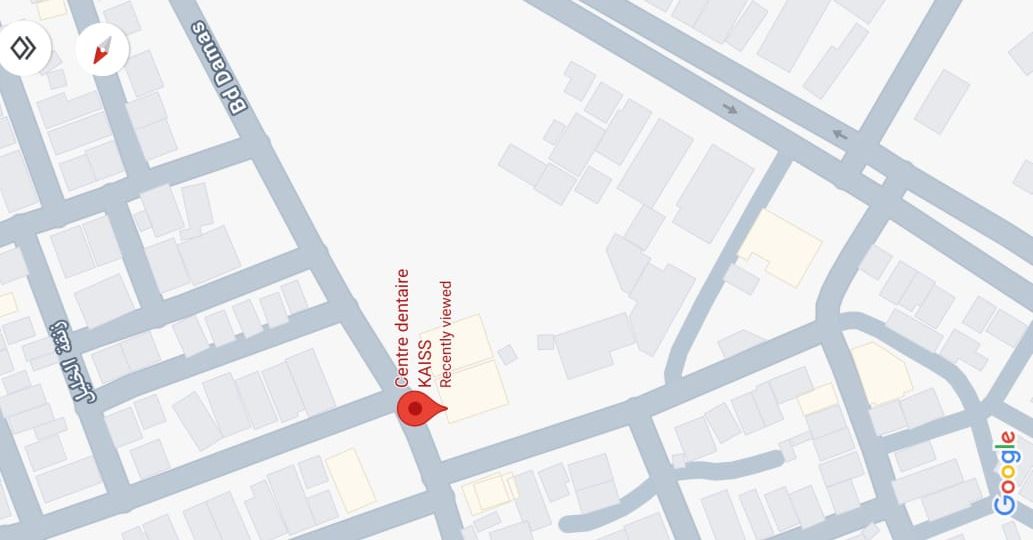 Bd Damas
Centre dentaire
KAISS
Recently viewed
زنقة الخليل
Google